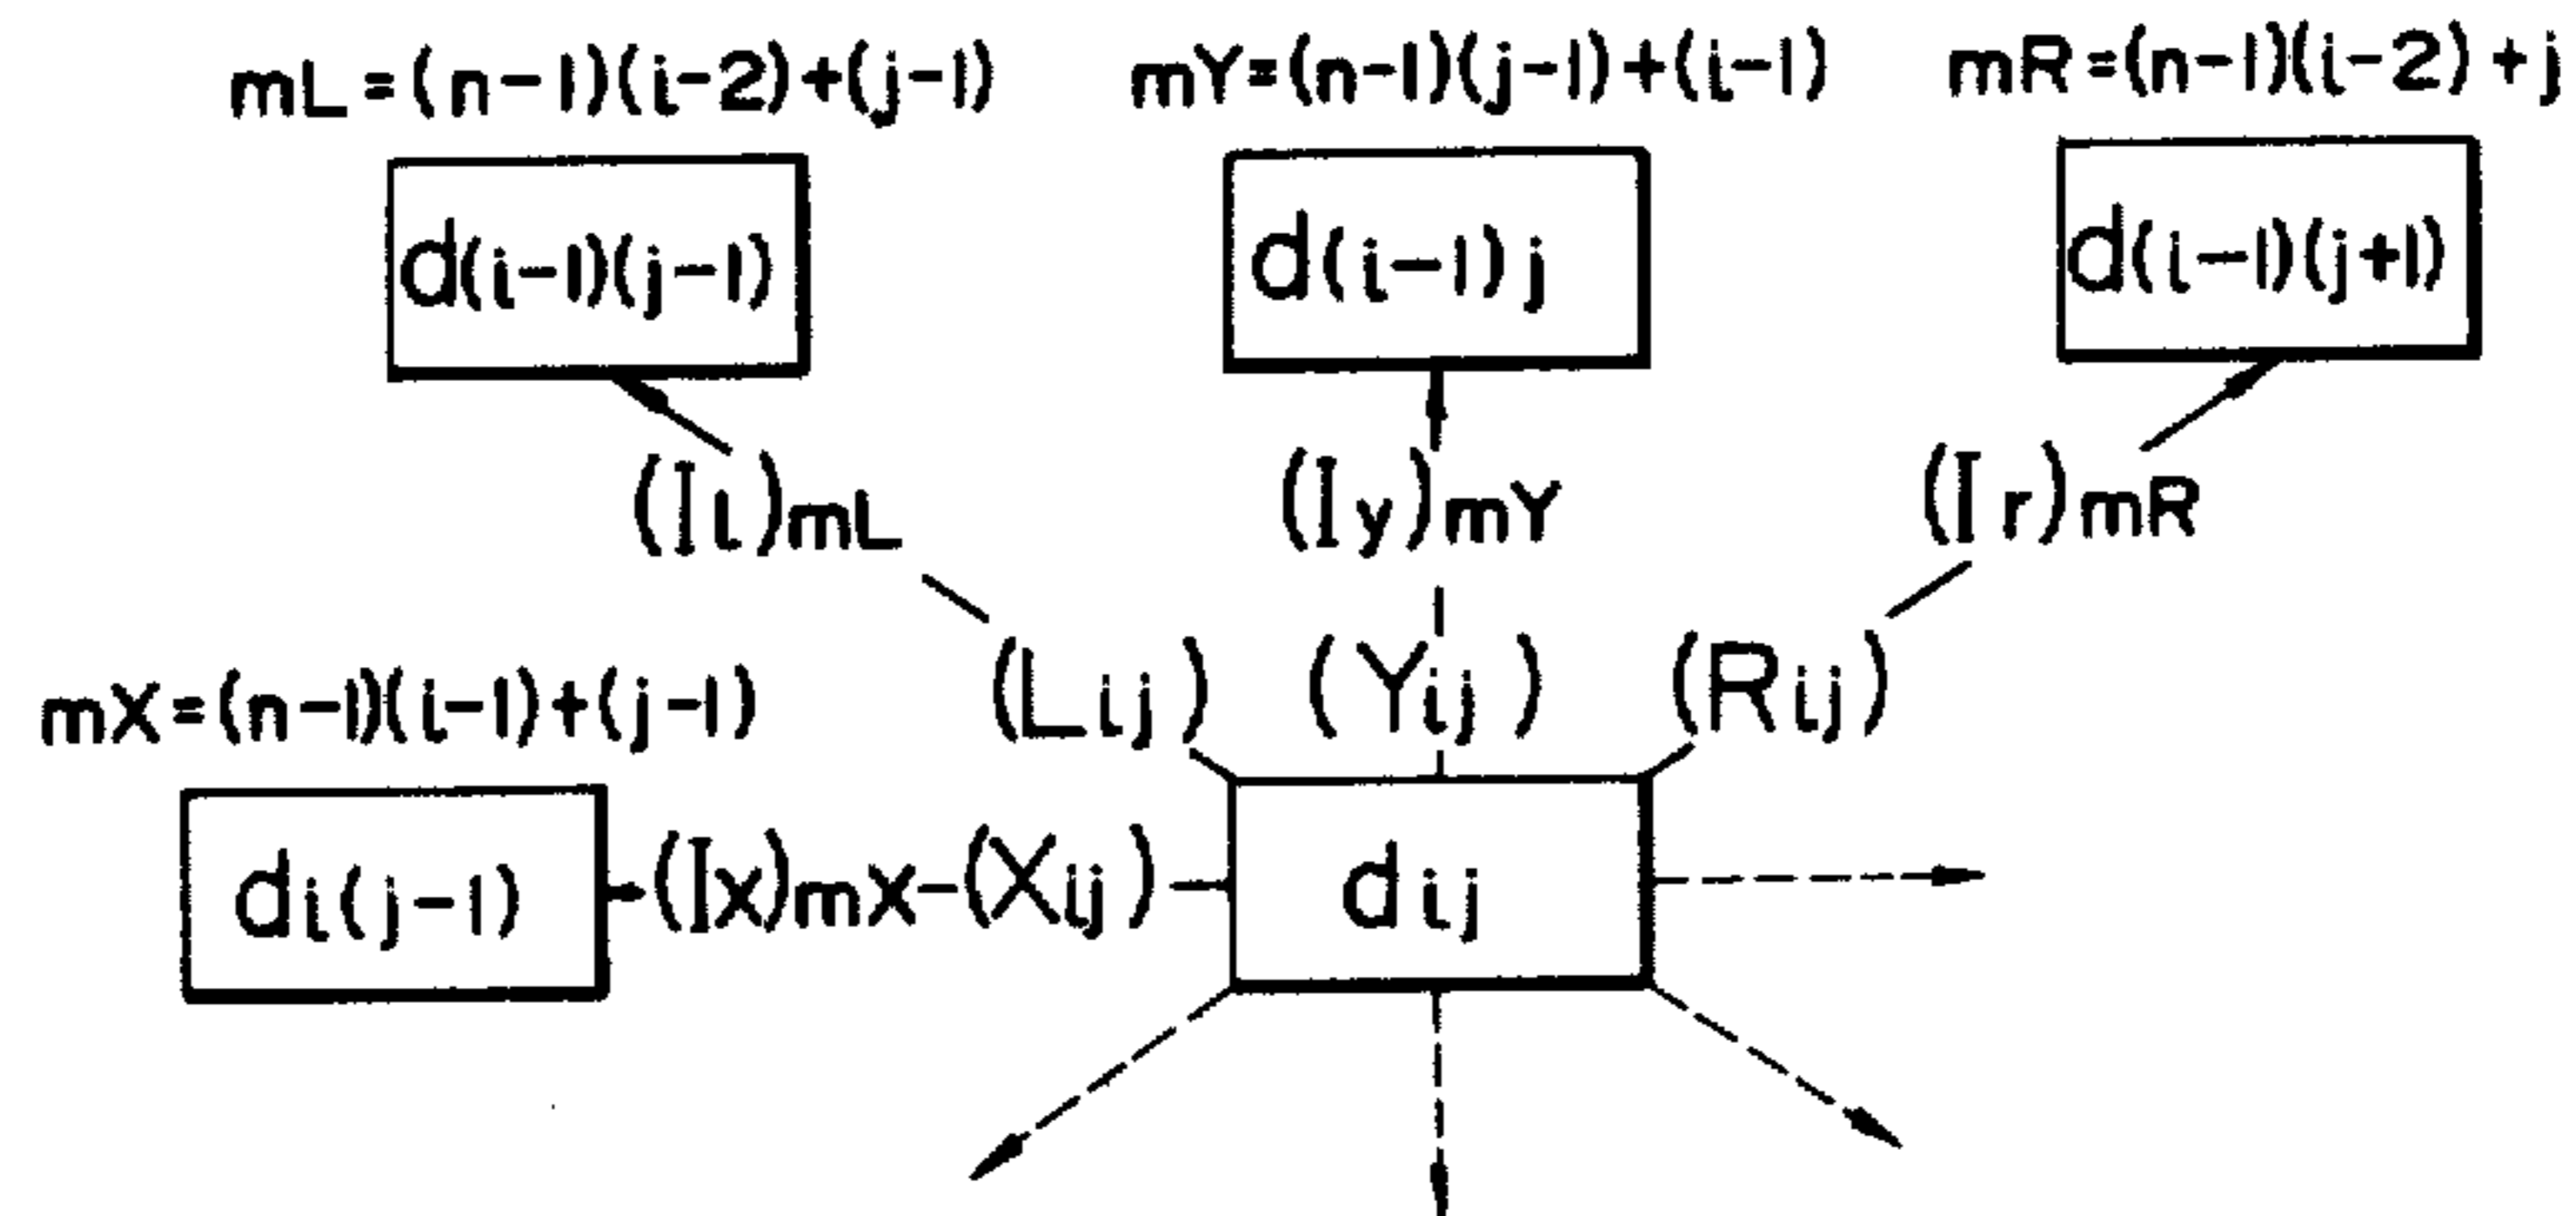 mL=(n-1)(i-2)+(j-1) mY=(n-1)(j-1)+(i-1) mR=(n-1)(i-2)+j
d(i-1)(j-1) d(i-1)j d(i-1)(j+1)
(Il)mL (Iy)mY (Ir)mR
(Lij) (Yij) (Rij)
mX=(n-1)(i-1)+(j-1)
di(j-1) (Ix)mX-(Xij) dij